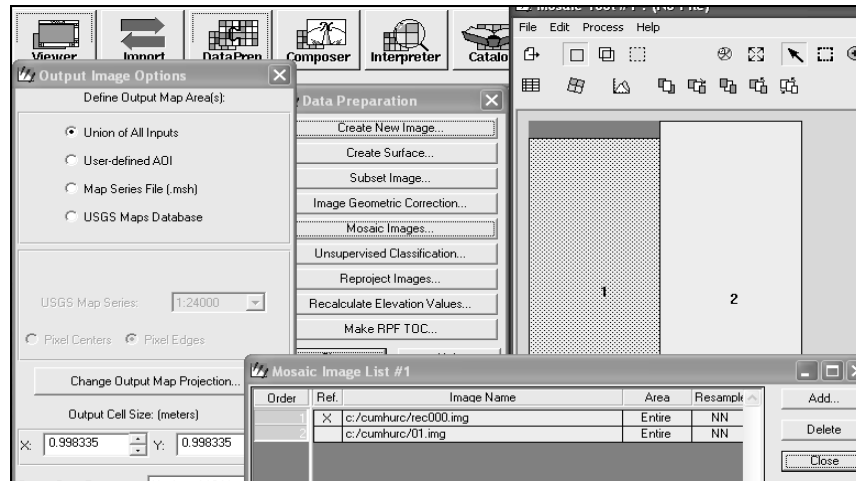 Viewer Import DataPrep Composer Interpreter
Output Image Options
Define Output Map Area(s):
Union of All Inputs
User-defined AOI
Map Series File (.msh)
USGS Maps Database
USGS Map Series: 1:24000
Pixel Centers Pixel Edges
Change Output Map Projection...
Output Cell Size: (meters)
X: 0.998335 Y: 0.998335
Data Preparation
Create New Image...
Create Surface...
Subset Image...
Image Geometric Correction...
Mosaic Images...
Unsupervised Classification...
Reproject Images...
Recalculate Elevation Values...
Make RPF TOC...
File Edit Process Help
1
2
Mosaic Image List #1
Order Ref. Image Name Area Resample
1 X c:/cumhurc/rec000.img Entire NN
2 c:/cumhurc/01.img Entire NN
Add...
Delete
Close